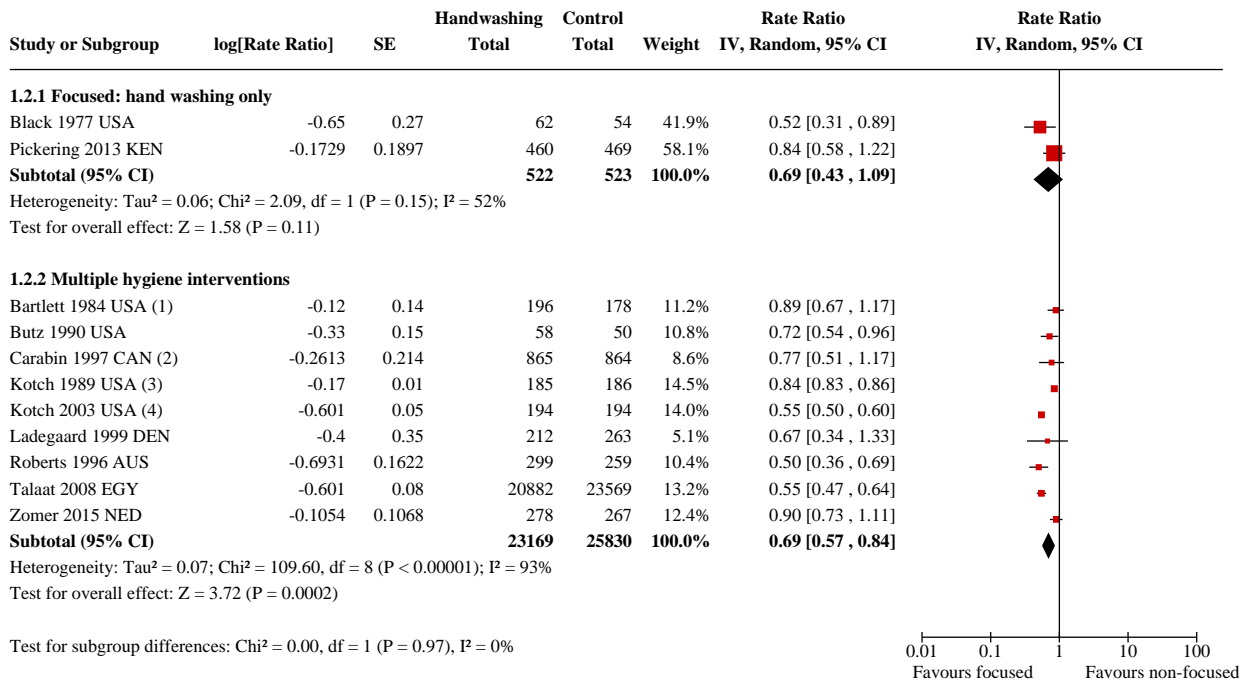 Handwashing Control Rate Ratio Rate Ratio
Study or Subgroup log[Rate Ratio] SE Total Total Weight IV, Random, 95% CI IV, Random, 95% CI
1.2.1 Focused: hand washing only
Black 1977 USA -0.65 0.27 62 54 41.9% 0.52 [0.31 , 0.89]
Pickering 2013 KEN -0.1729 0.1897 460 469 58.1% 0.84 [0.58 , 1.22]
Subtotal (95% CI) 522 523 100.0% 0.69 [0.43 , 1.09]
Heterogeneity: Tau² = 0.06; Chi² = 2.09, df = 1 (P = 0.15); I² = 52%
Test for overall effect: Z = 1.58 (P = 0.11)
1.2.2 Multiple hygiene interventions
Bartlett 1984 USA (1) -0.12 0.14 196 178 11.2% 0.89 [0.67 , 1.17]
Butz 1990 USA -0.33 0.15 58 50 10.8% 0.72 [0.54 , 0.96]
Carabin 1997 CAN (2) -0.2613 0.214 865 864 8.6% 0.77 [0.51 , 1.17]
Kotch 1989 USA (3) -0.17 0.01 185 186 14.5% 0.84 [0.83 , 0.86]
Kotch 2003 USA (4) -0.601 0.05 194 194 14.0% 0.55 [0.50 , 0.60]
Ladegaard 1999 DEN -0.4 0.35 212 263 5.1% 0.67 [0.34 , 1.33]
Roberts 1996 AUS -0.6931 0.1622 299 259 10.4% 0.50 [0.36 , 0.69]
Talaat 2008 EGY -0.601 0.08 20882 23569 13.2% 0.55 [0.47 , 0.64]
Zomer 2015 NED -0.1054 0.1068 278 267 12.4% 0.90 [0.73 , 1.11]
Subtotal (95% CI) 23169 25830 100.0% 0.69 [0.57 , 0.84]
Heterogeneity: Tau² = 0.07; Chi² = 109.60, df = 8 (P < 0.00001); I² = 93%
Test for overall effect: Z = 3.72 (P = 0.0002)
Test for subgroup differences: Chi² = 0.00, df = 1 (P = 0.97), I² = 0%
0.01 0.1 1 10 100
Favours focused Favours non-focused